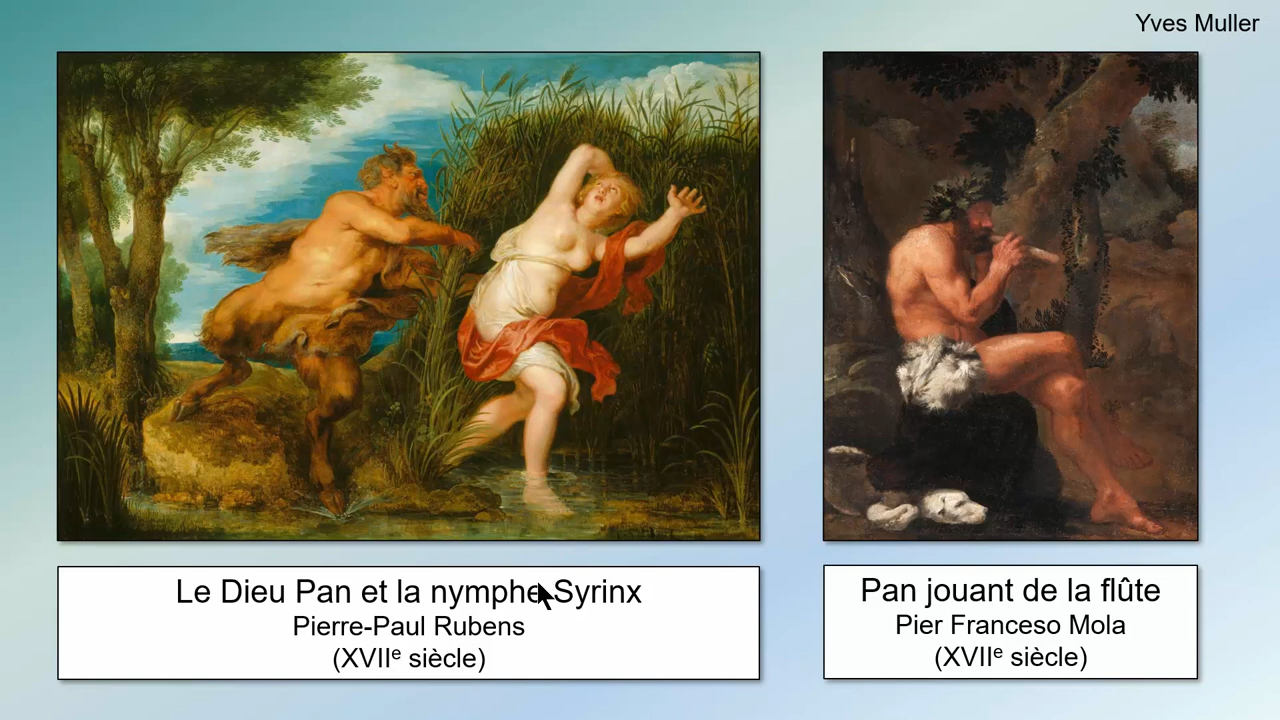 Yves Muller
Le Dieu Pan et la nymphe Syrinx
Pierre-Paul Rubens
(XVIIe siècle)
Pan jouant de la flûte
Pier Franceso Mola
(XVIIe siècle)